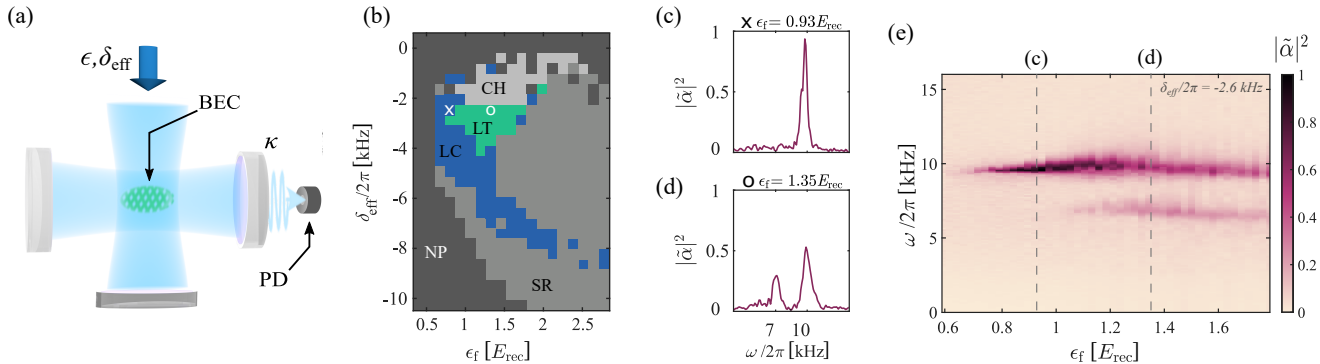 (a)
ϵ,δeff
BEC
κ
PD
(b)
δeff/2π [kHz]
0
-2
-4
-6
-8
-10
CH
X
O
LT
LC
NP
SR
0.5
1
1.5
2
2.5
ϵf [Erec]
(c)
X ϵf = 0.93Erec
|α̃|²
1
0.5
0
(d)
O ϵf = 1.35Erec
|α̃|²
1
0.5
0
7
10
ω/2π [kHz]
(e)
(c)
(d)
|α̃|²
δeff/2π = -2.6 kHz
ω/2π [kHz]
15
10
5
0
0.6
0.8
1
1.2
1.4
1.6
ϵf [Erec]
1
0.8
0.6
0.4
0.2
0